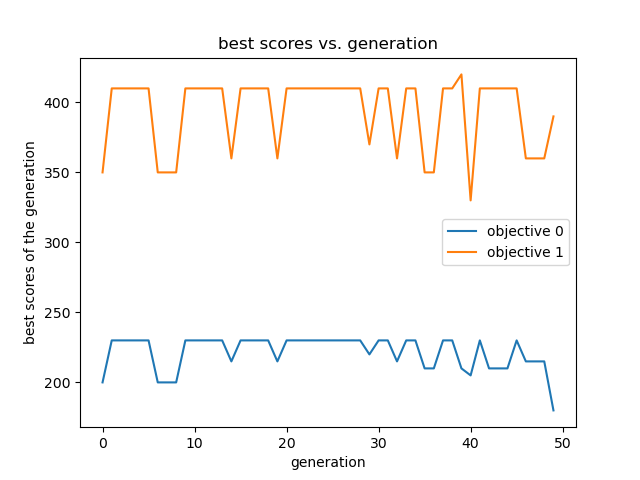 best scores vs. generation
best scores of the generation
400
350
300
250
200
objective 0
objective 1
0 10 20 30 40 50
generation